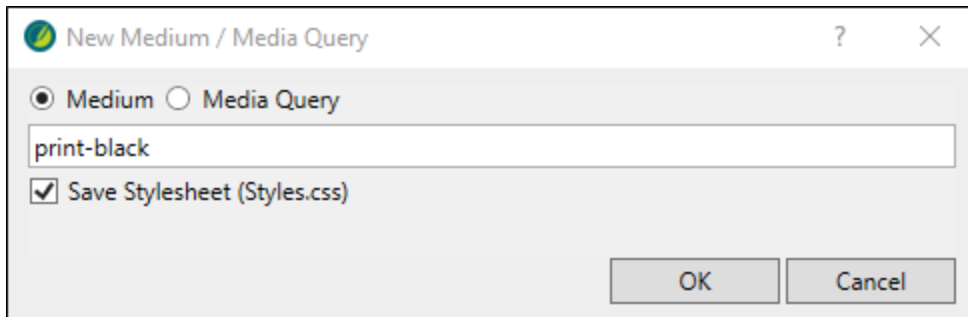 New Medium / Media Query ?
Medium Media Query
print-black
Save Stylesheet (Styles.css)
OK Cancel